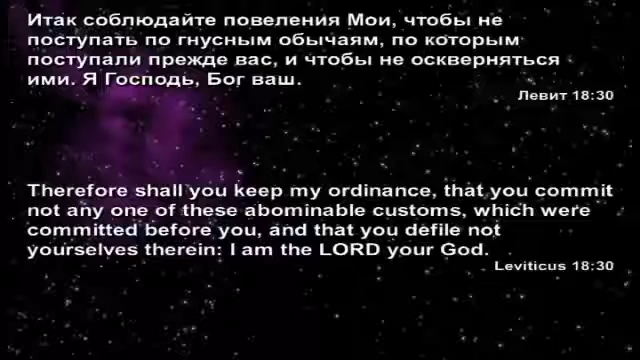 Итак соблюдайте повеления Мои, чтобы не
поступать по гнусным обычаям, по которым
поступали прежде вас, и чтобы не оскверняться
ими. Я Господь, Бог ваш.
Левит 18:30
Therefore shall you keep my ordinance, that you commit
not any one of these abominable customs, which were
committed before you, and that you defile not
yourselves therein: I am the LORD your God.
Leviticus 18:30